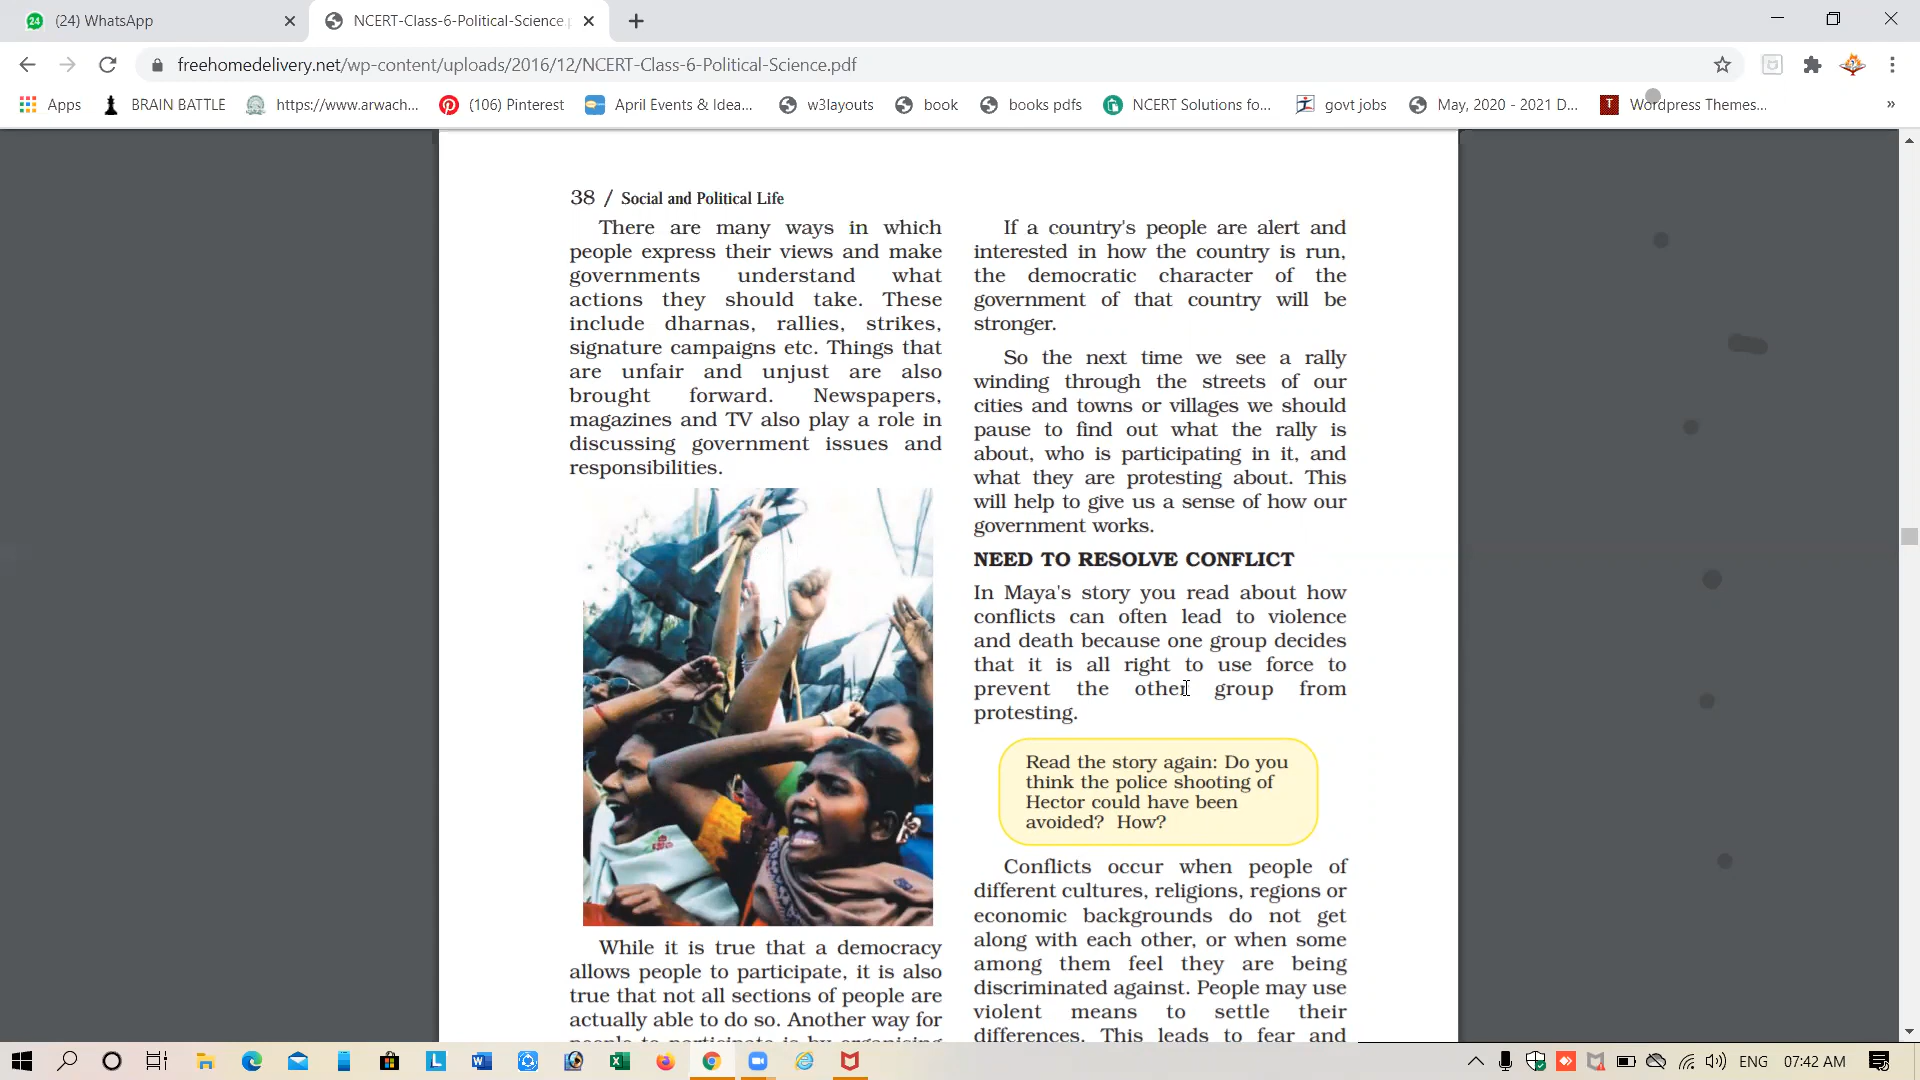 24
(24) WhatsApp
NCERT-Class-6-Political-Science.p
freehomedelivery.net/wp-content/uploads/2016/12/NCERT-Class-6-Political-Science.pdf
Apps
BRAIN BATTLE
https://www.arwach...
(106) Pinterest
April Events & Idea...
w3layouts
book
books pdfs
NCERT Solutions fo...
govt jobs
May, 2020 - 2021 D...
T
Wordpress Themes...
»
38 / Social and Political Life
There are many ways in which
people express their views and make
governments understand what
actions they should take. These
include dharnas, rallies, strikes,
signature campaigns etc. Things that
are unfair and unjust are also
brought forward. Newspapers,
magazines and TV also play a role in
discussing government issues and
responsibilities.
While it is true that a democracy
allows people to participate, it is also
true that not all sections of people are
actually able to do so. Another way for
people to participate is by organising
If a country's people are alert and
interested in how the country is run,
the democratic character of the
government of that country will be
stronger.
So the next time we see a rally
winding through the streets of our
cities and towns or villages we should
pause to find out what the rally is
about, who is participating in it, and
what they are protesting about. This
will help to give us a sense of how our
government works.
NEED TO RESOLVE CONFLICT
In Maya's story you read about how
conflicts can often lead to violence
and death because one group decides
that it is all right to use force to
prevent the other group from
protesting.
Read the story again: Do you
think the police shooting of
Hector could have been
avoided? How?
Conflicts occur when people of
different cultures, religions, regions or
economic backgrounds do not get
along with each other, or when some
among them feel they are being
discriminated against. People may use
violent means to settle their
differences. This leads to fear and
L
ENG
07:42 AM